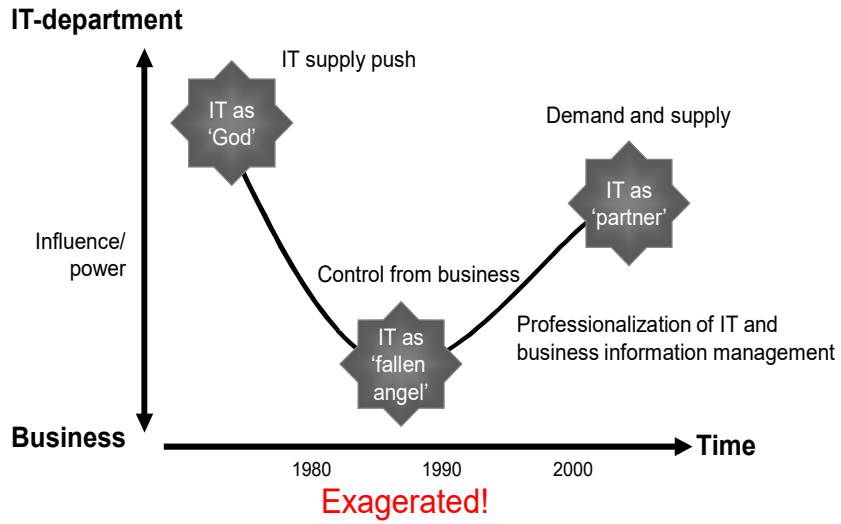 IT-department
IT supply push
IT as
‘God’
Demand and supply
IT as
‘partner’
Influence/
power
Control from business
IT as
‘fallen
angel’
Professionalization of IT and
business information management
Business
Time
1980
1990
2000
Exagerated!